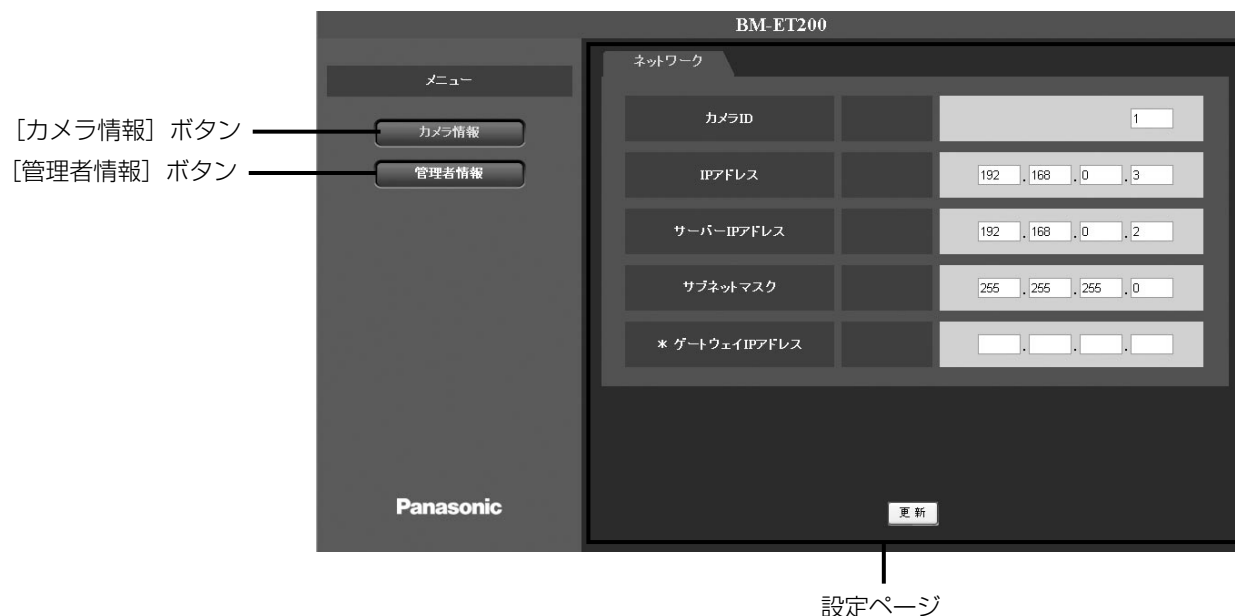 BM-ET200
メニュー
[カメラ情報] ボタン
カメラ情報
[管理者情報] ボタン
管理者情報
ネットワーク
カメラID 1
IPアドレス 192 . 168 . 0 . 3
サーバーIPアドレス 192 . 168 . 0 . 2
サブネットマスク 255 . 255 . 255 . 0
* ゲートウェイIPアドレス . . .
Panasonic
更新
設定ページ